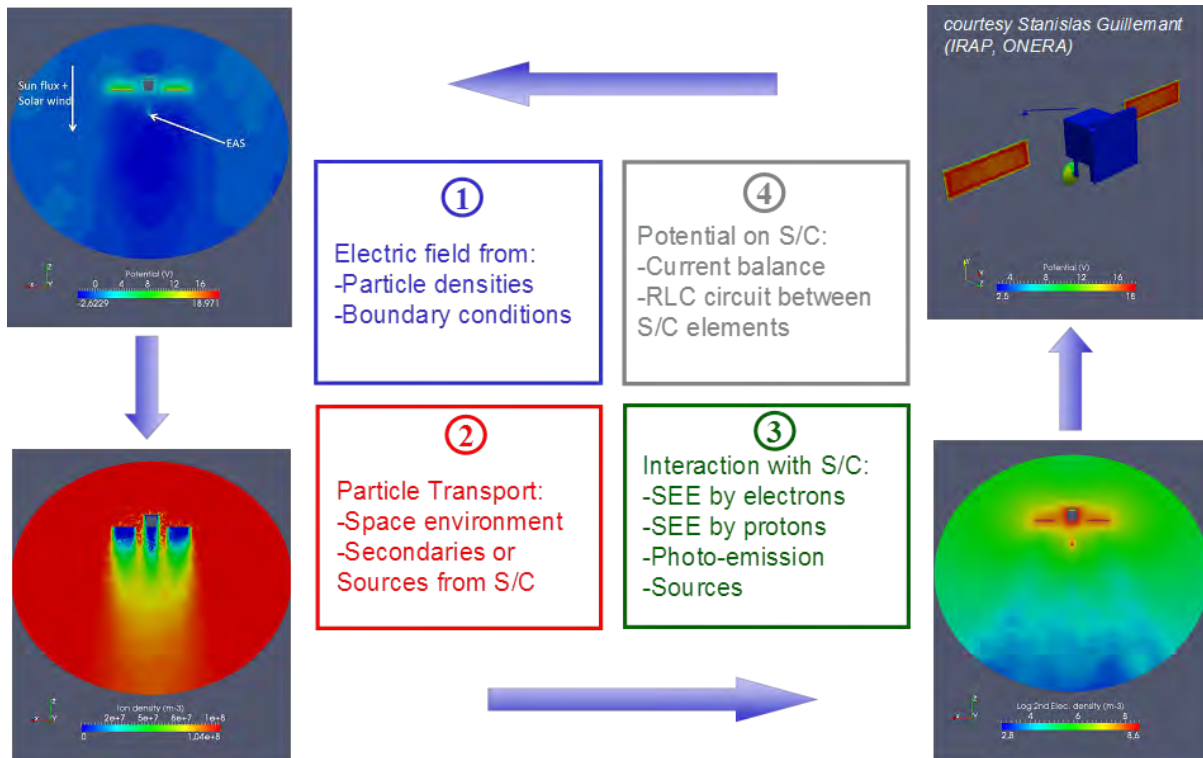 Sun flux +
Solar wind
EAS
Potential (V)
0 4 8 12 16
-2,6229 18,971
courtesy Stanislas Guillemant
(IRAP, ONERA)
Potential (V)
4 8 12 16
2,5 18
1
Electric field from:
-Particle densities
-Boundary conditions
4
Potential on S/C:
-Current balance
-RLC circuit between
S/C elements
2
Particle Transport:
-Space environment
-Secondaries or
Sources from S/C
3
Interaction with S/C:
-SEE by electrons
-SEE by protons
-Photo-emission
-Sources
Ion density (m-3)
2e+7 5e+7 8e+7 1e+8
0 1,04e+8
Log 2nd Elec. density (m-3)
4 6 8
2,8 8,6